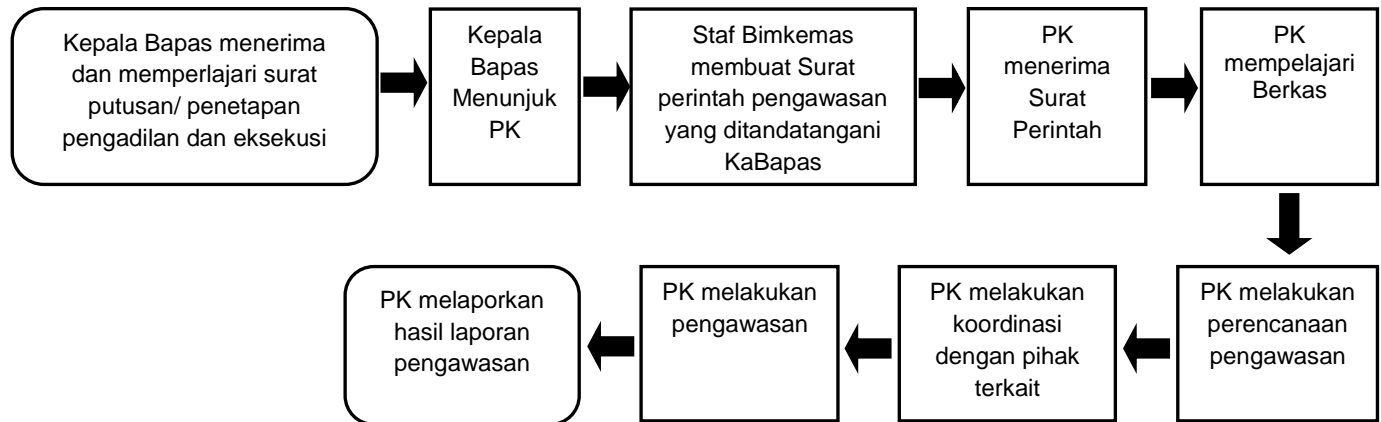 Kepala Bapas menerima
dan memperlajari surat
putusan/ penetapan
pengadilan dan eksekusi
Kepala
Bapas
Menunjuk
PK
Staf Bimkemas
membuat Surat
perintah pengawasan
yang ditandatangani
KaBapas
PK
menerima
Surat
Perintah
PK
mempelajari
Berkas
PK melakukan
perencanaan
pengawasan
PK melakukan
koordinasi
dengan pihak
terkait
PK melakukan
pengawasan
PK melaporkan
hasil laporan
pengawasan